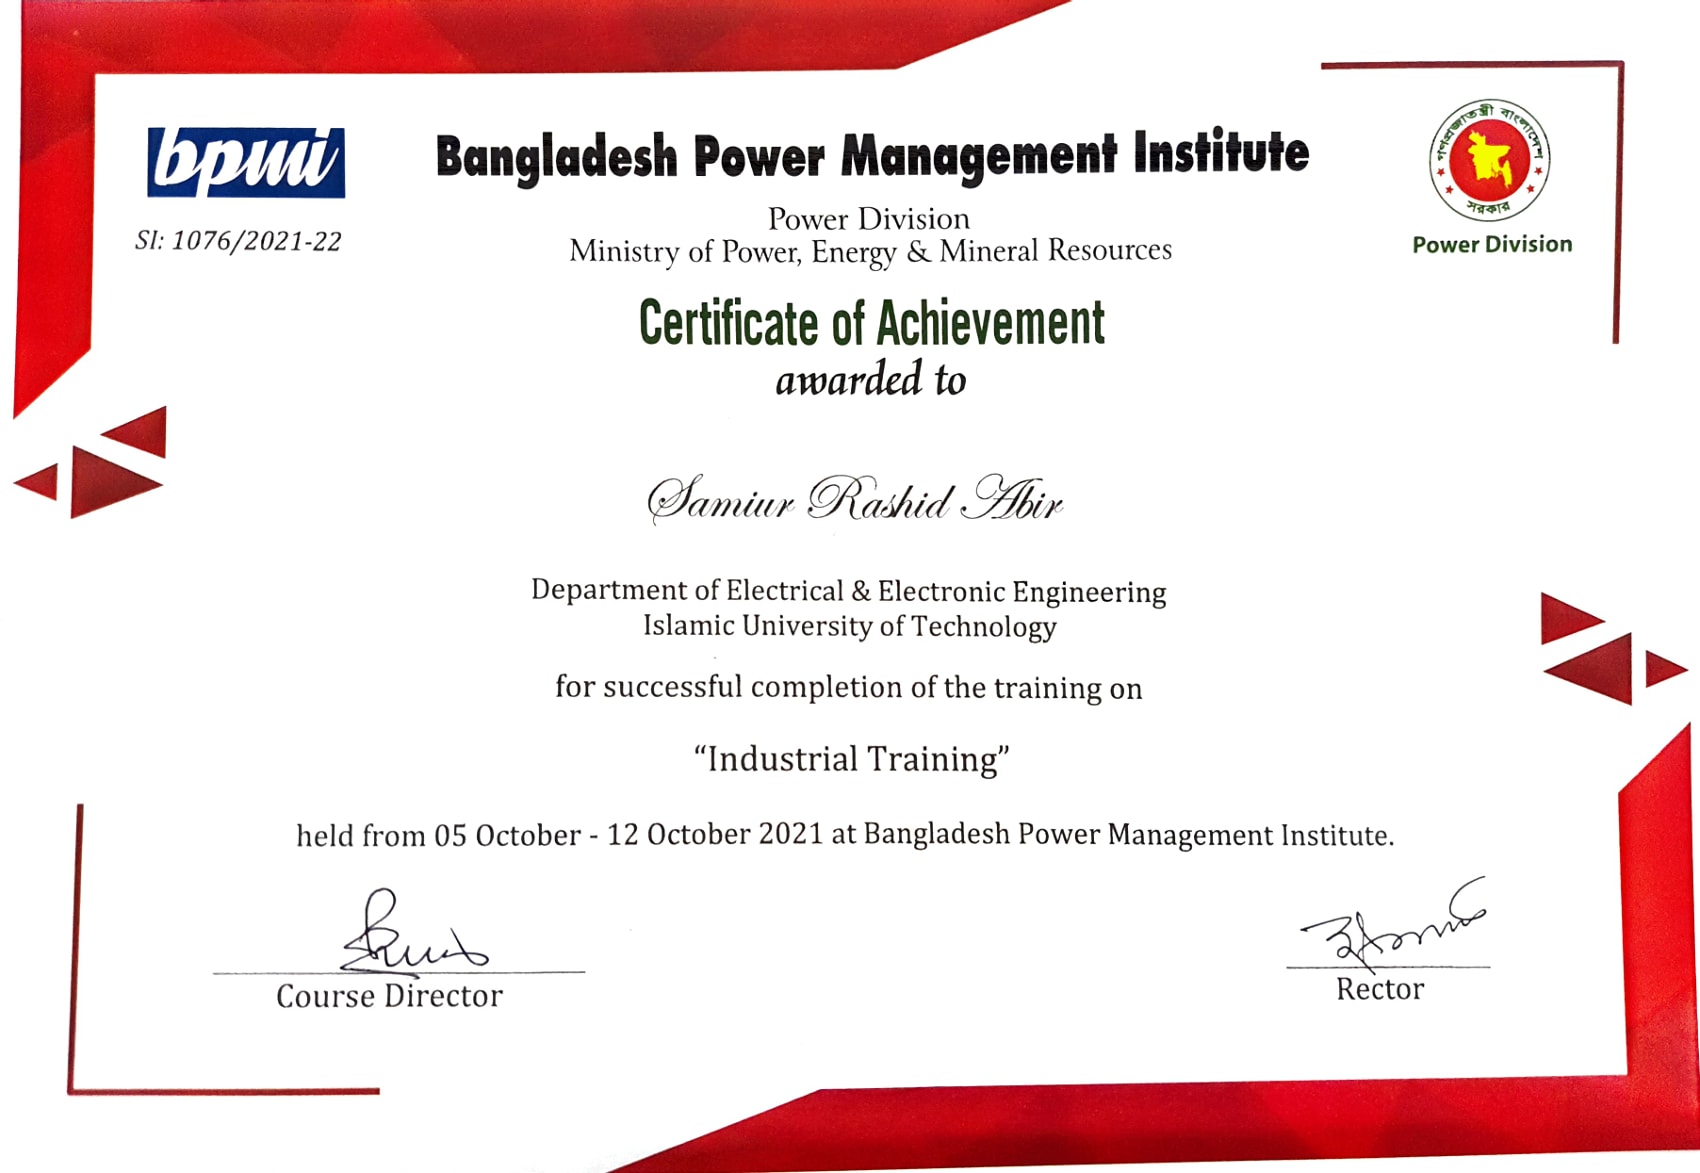 bpmi
SI: 1076/2021-22
Bangladesh Power Management Institute
Power Division
Ministry of Power, Energy & Mineral Resources
গণপ্রজাতন্ত্রী বাংলাদেশ
সরকার
Power Division
Certificate of Achievement
awarded to
Samiur Rashid Abir
Department of Electrical & Electronic Engineering
Islamic University of Technology
for successful completion of the training on
“Industrial Training”
held from 05 October - 12 October 2021 at Bangladesh Power Management Institute.
Course Director
Rector